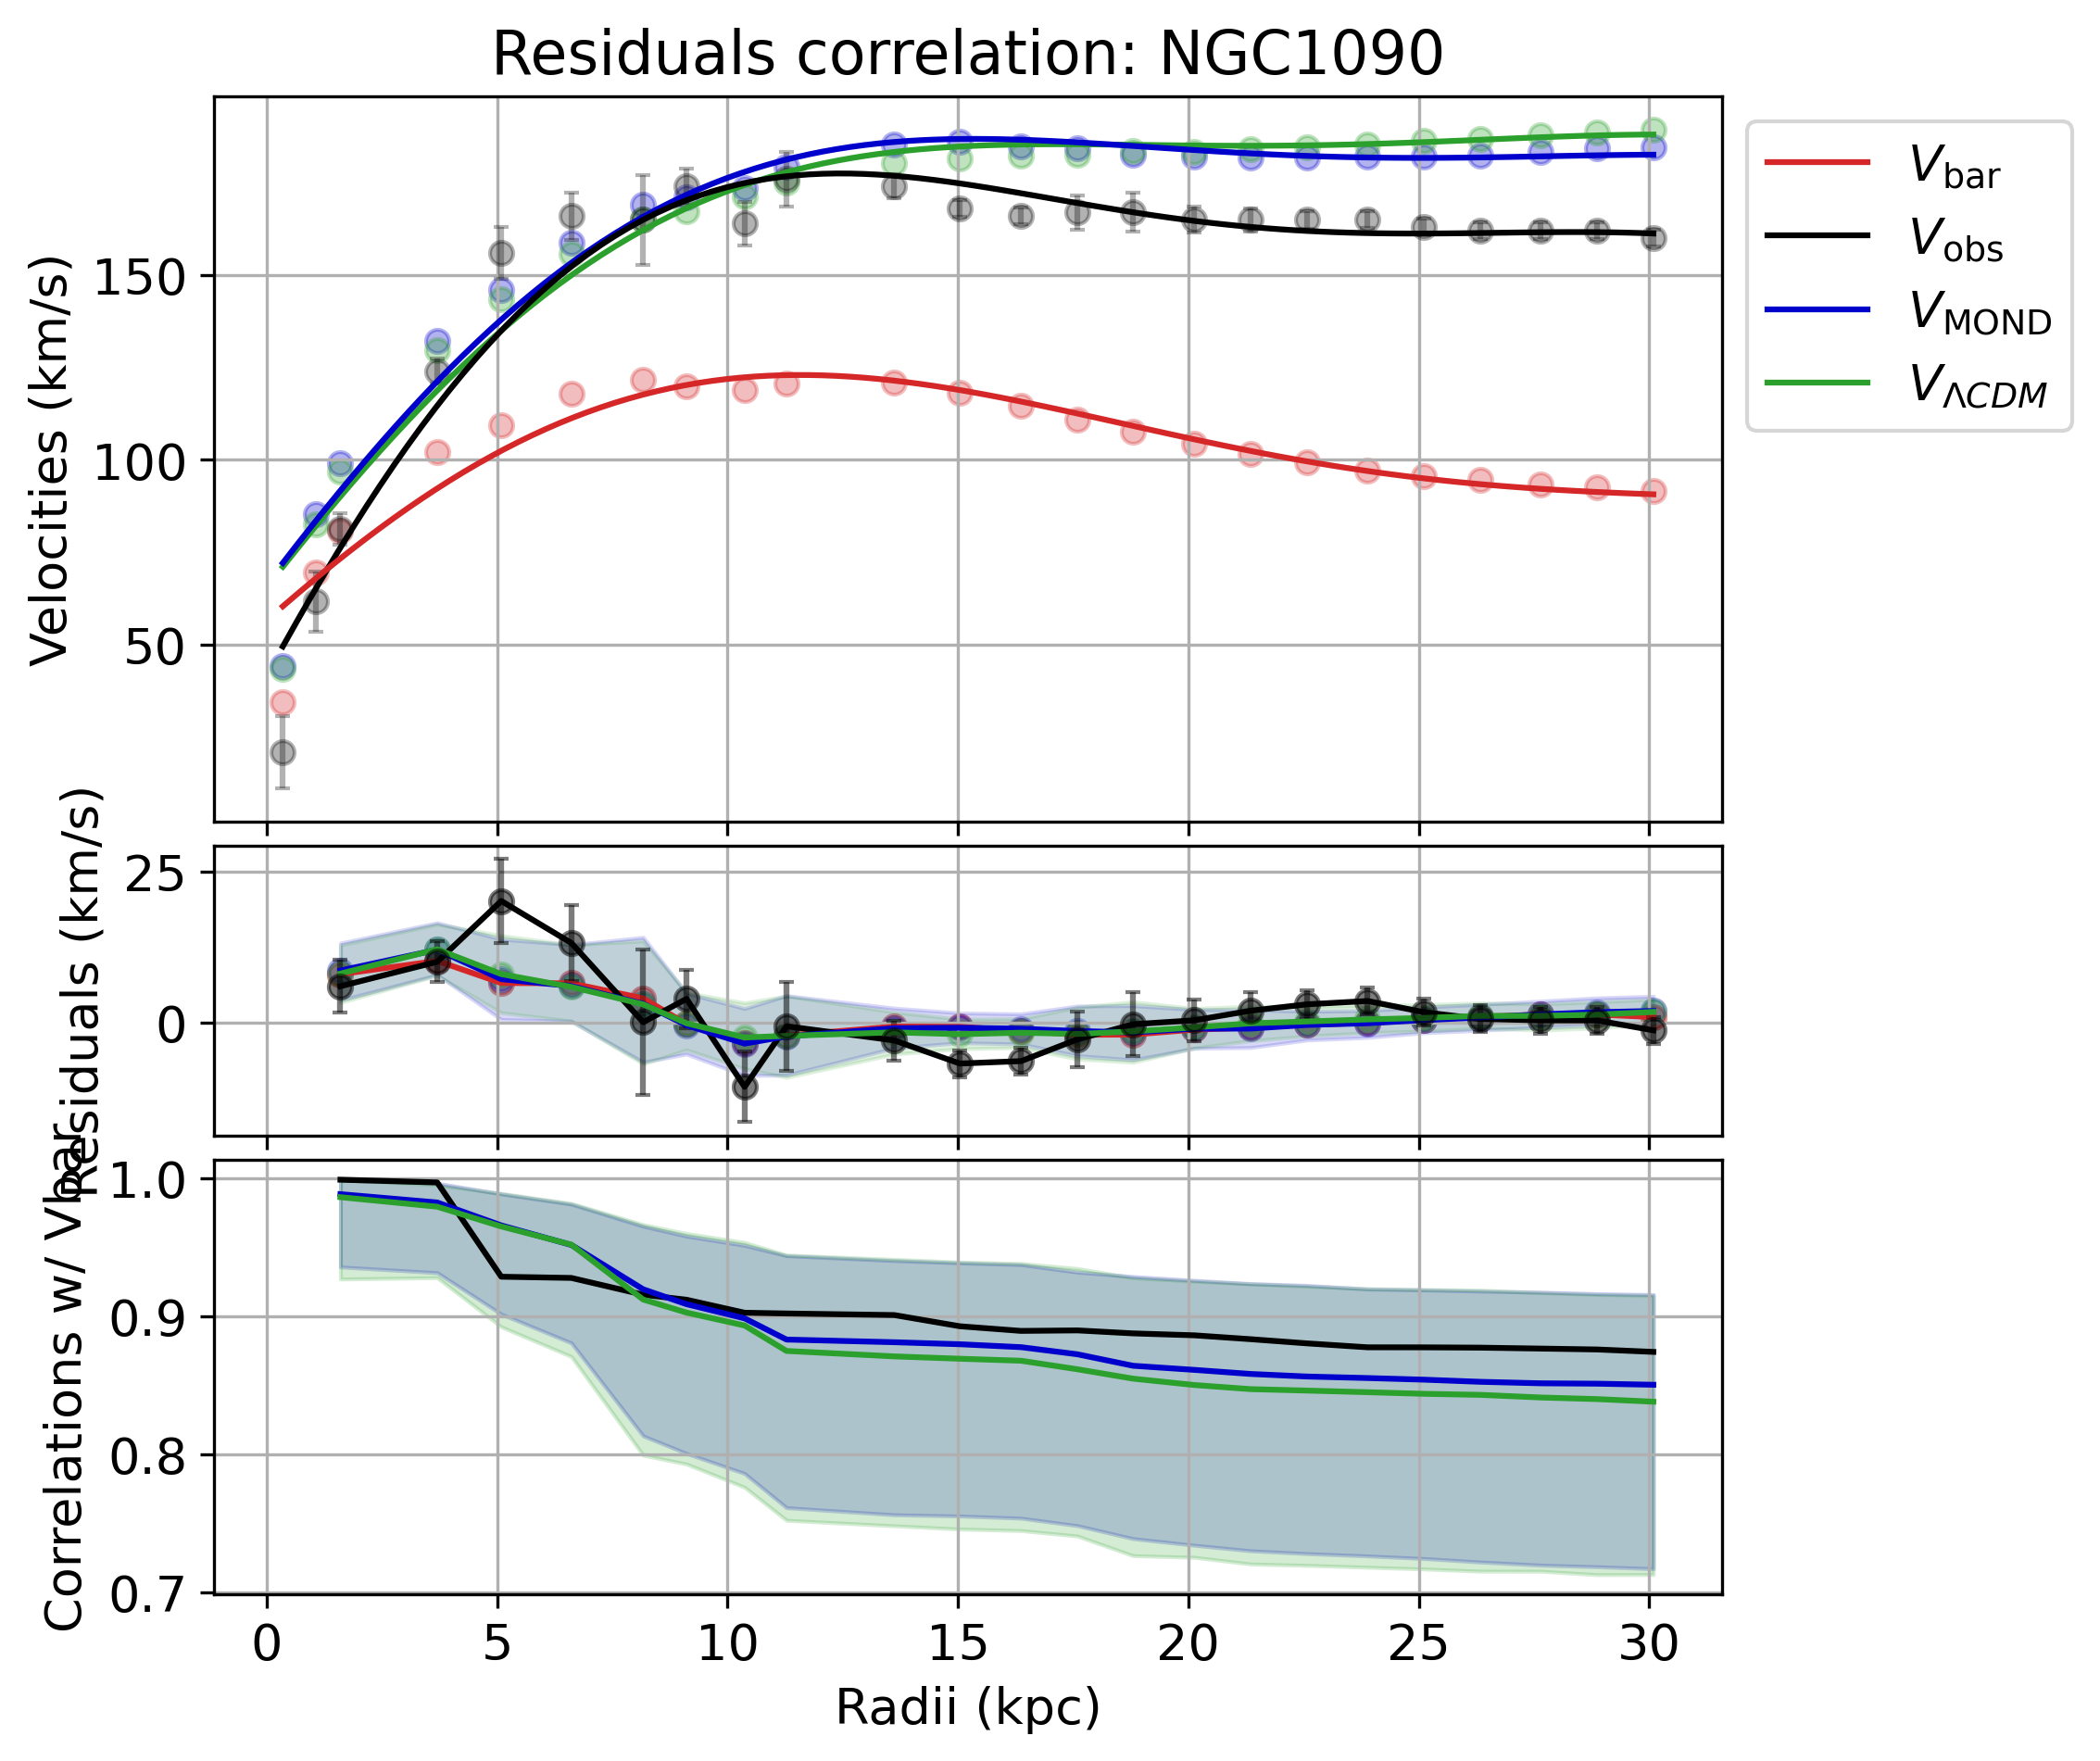 Residuals correlation: NGC1090
Velocities (km/s)
150
100
50
V_bar
V_obs
V_MOND
V_ΛCDM
Residuals (km/s)
25
0
Correlations w/ Vbar
1.0
0.9
0.8
0.7
0 5 10 15 20 25 30
Radii (kpc)